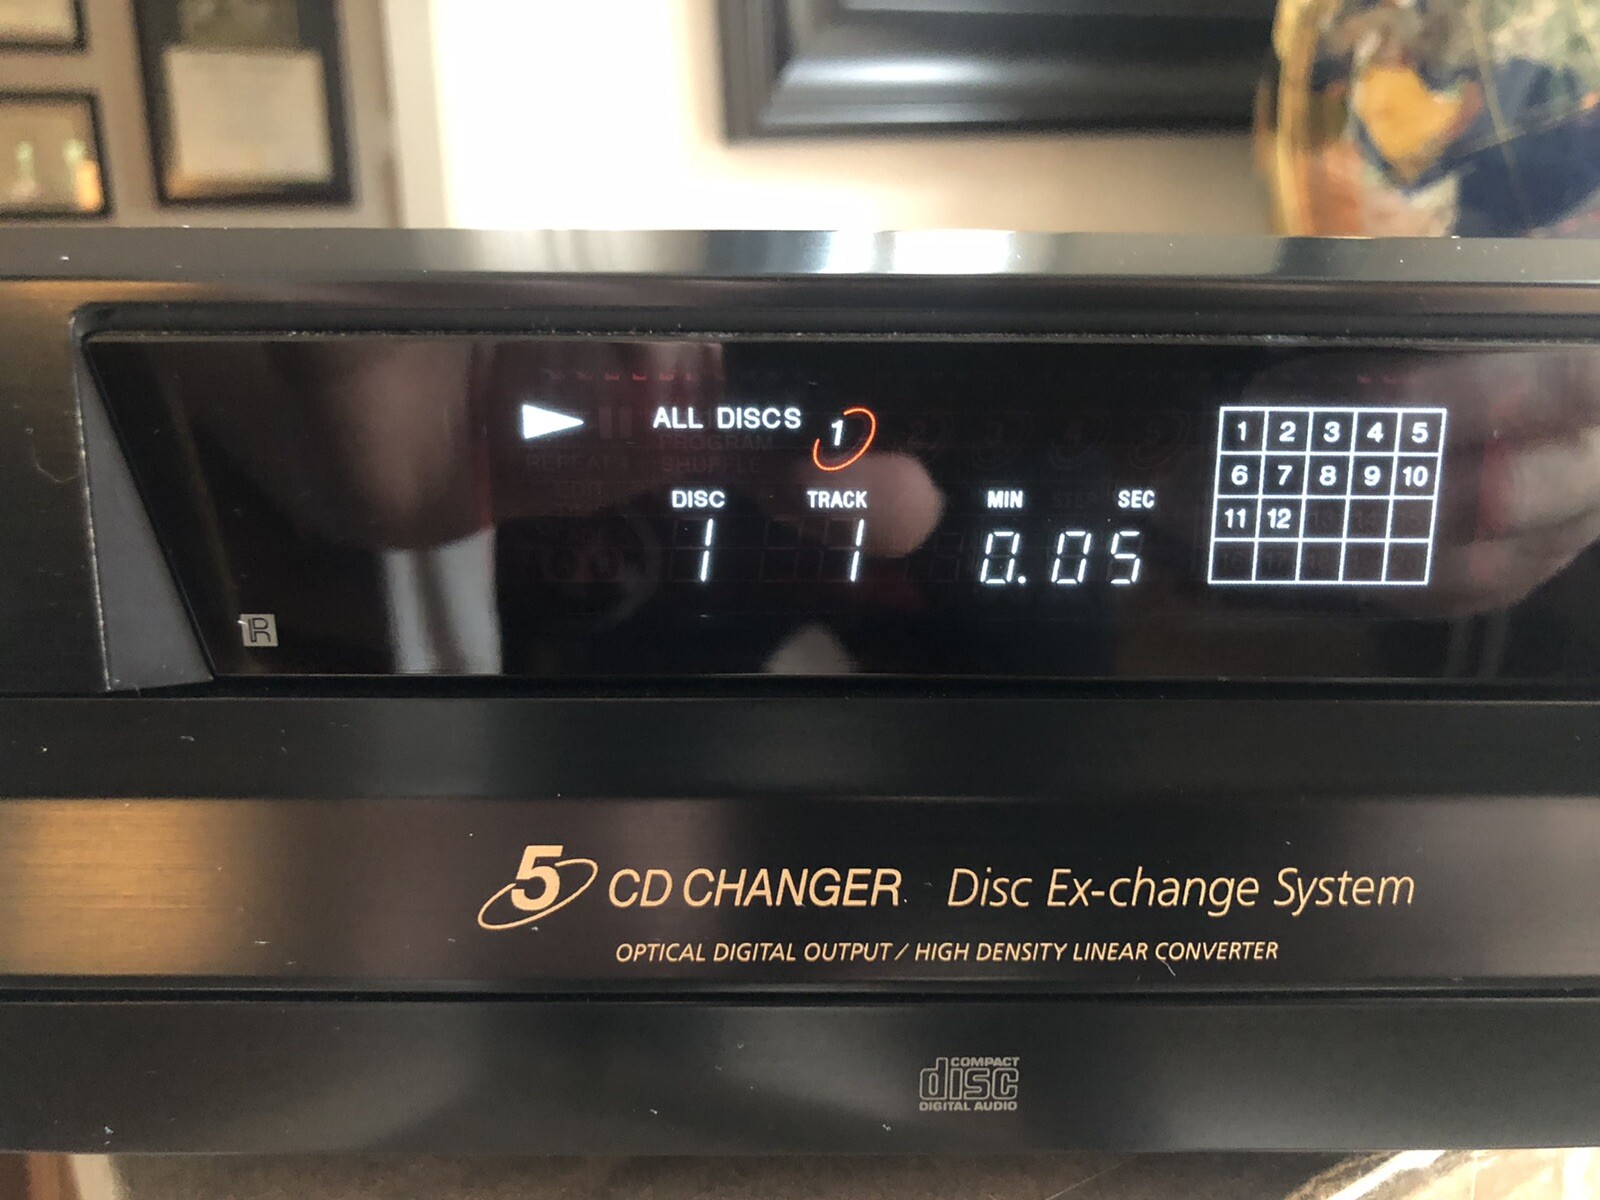 ALL DISCS 1
DISC TRACK MIN SEC
1 1 0.05
1 2 3 4 5
6 7 8 9 10
11 12
R
5 CD CHANGER Disc Ex-change System
OPTICAL DIGITAL OUTPUT / HIGH DENSITY LINEAR CONVERTER
COMPACT
disc
DIGITAL AUDIO